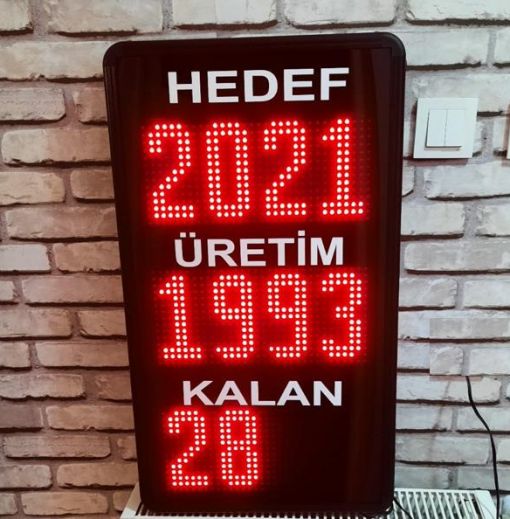 HEDEF
2021
ÜRETİM
1993
KALAN
28